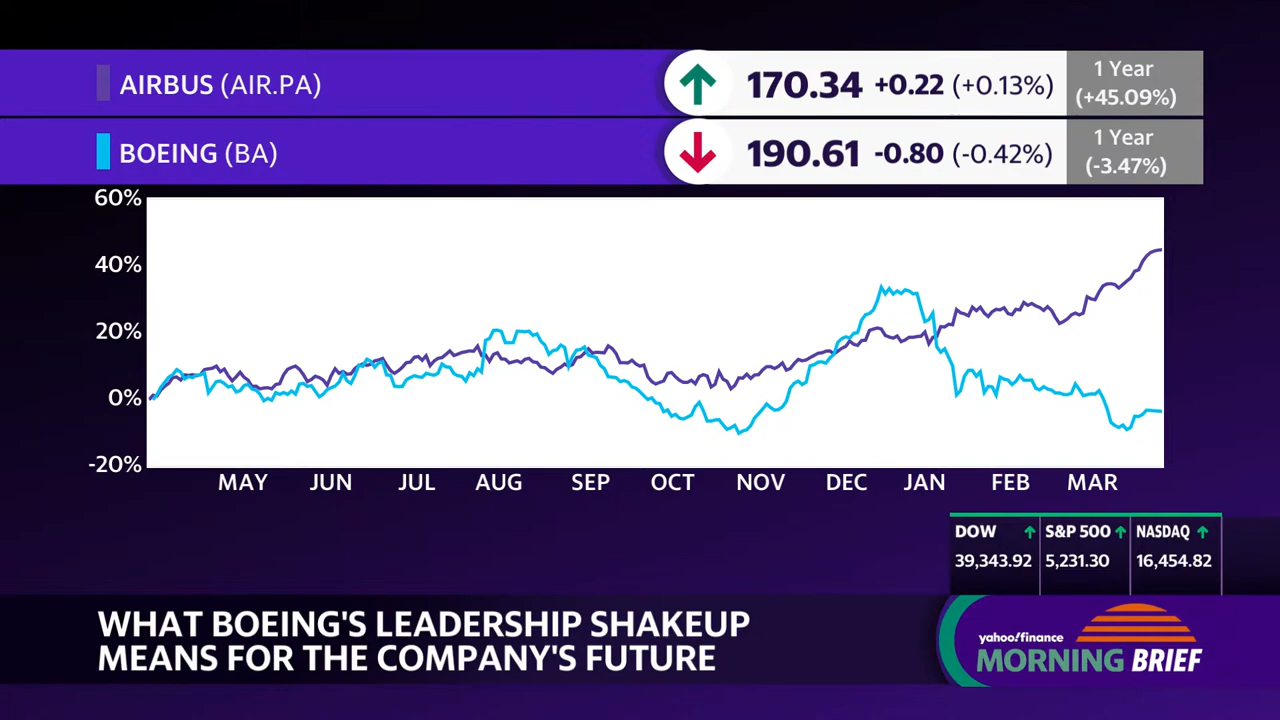 AIRBUS (AIR.PA) 170.34 +0.22 (+0.13%) 1 Year (+45.09%)
BOEING (BA) 190.61 -0.80 (-0.42%) 1 Year (-3.47%)
60%
40%
20%
0%
-20%
MAY JUN JUL AUG SEP OCT NOV DEC JAN FEB MAR
DOW S&P 500 NASDAQ
39,343.92 5,231.30 16,454.82
WHAT BOEING'S LEADERSHIP SHAKEUP
MEANS FOR THE COMPANY'S FUTURE
yahoo!finance
MORNING BRIEF